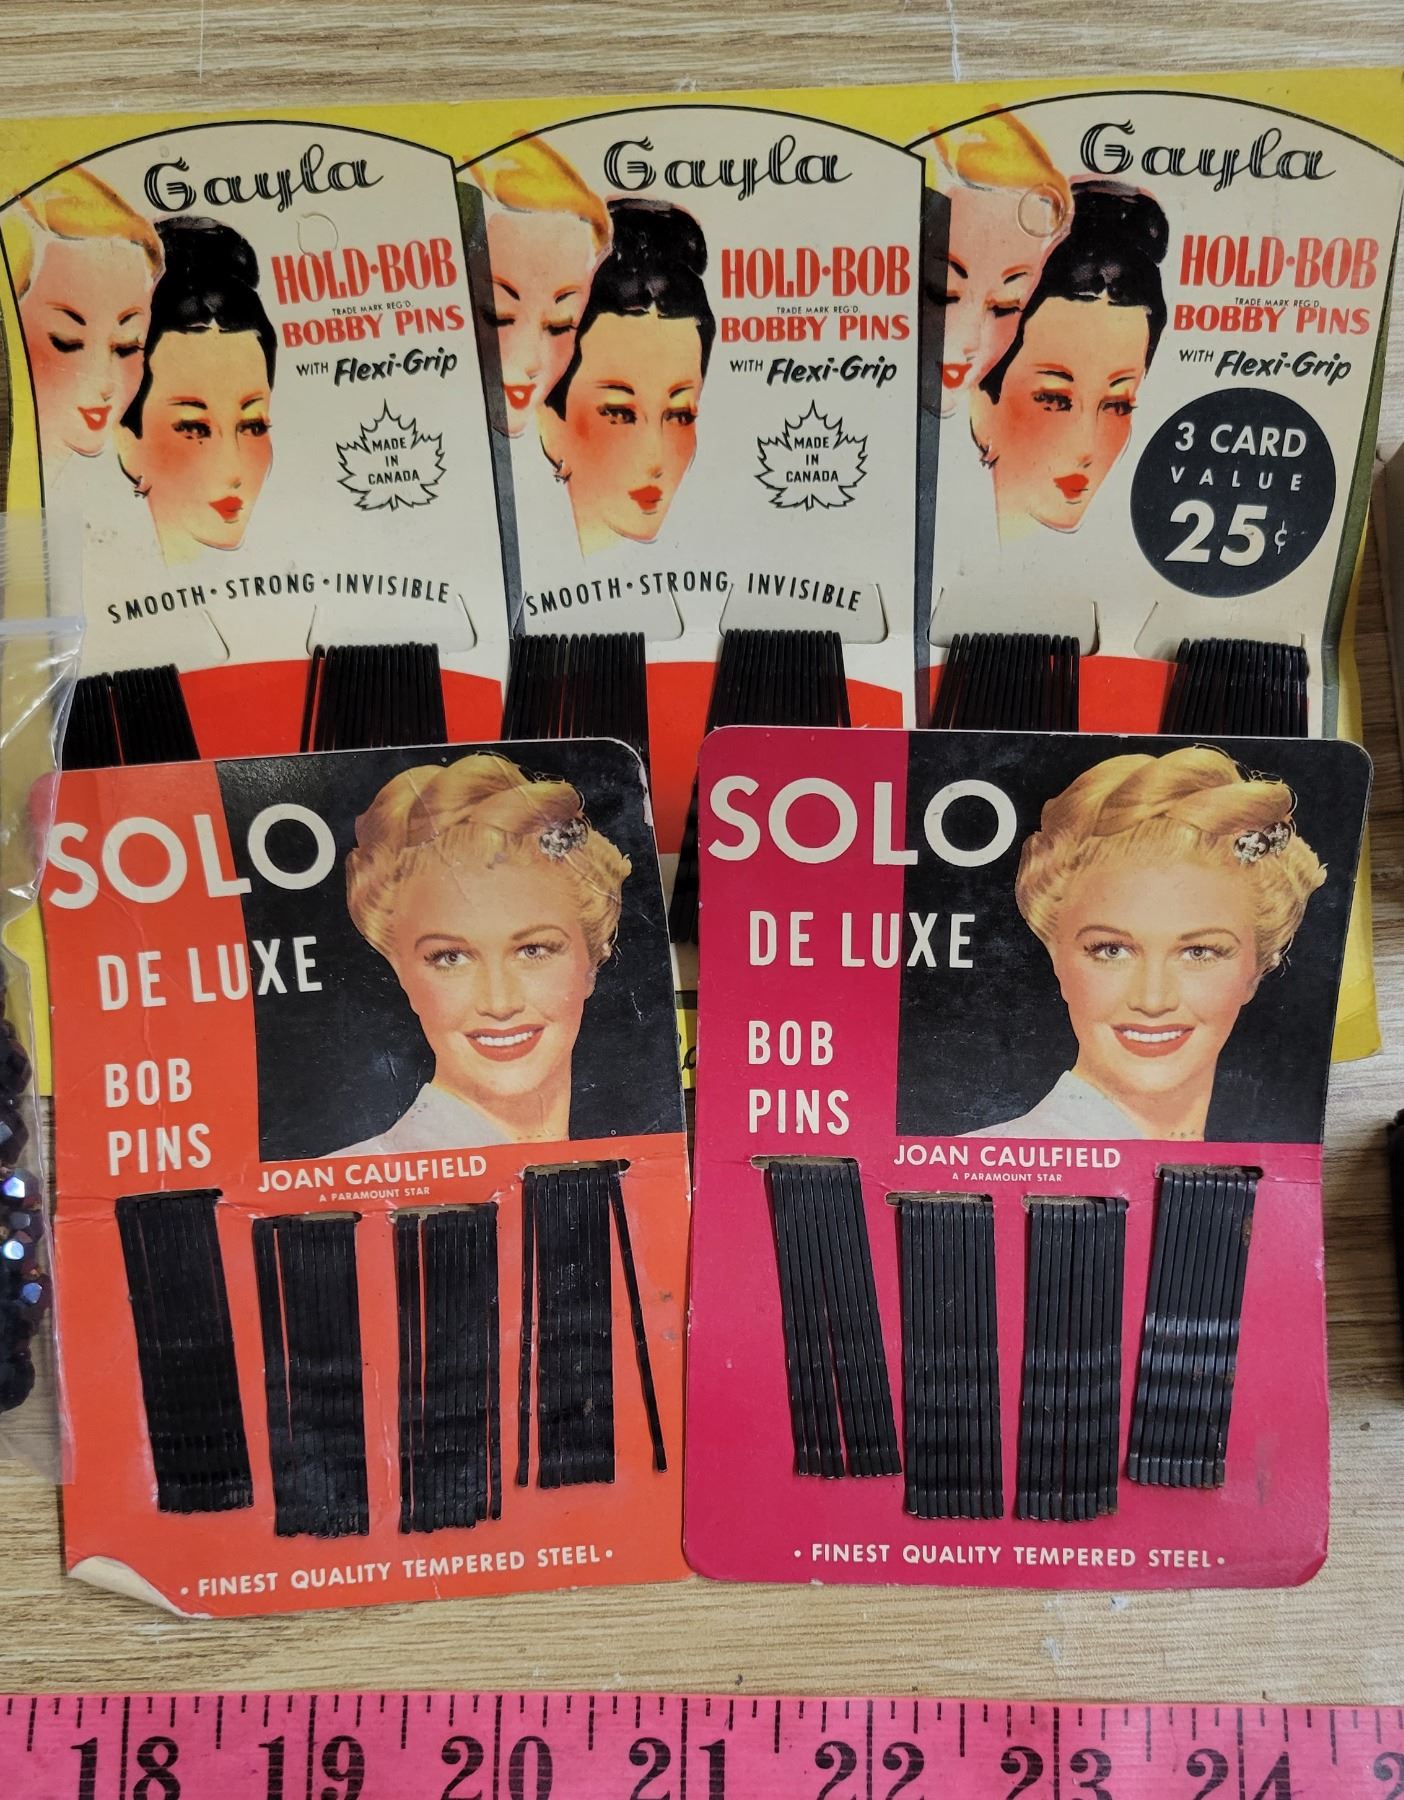 Gayla
HOLD·BOB
TRADE MARK REG'D.
BOBBY PINS
WITH Flexi-Grip
MADE
IN
CANADA
SMOOTH·STRONG·INVISIBLE
Gayla
HOLD·BOB
TRADE MARK REG'D.
BOBBY PINS
WITH Flexi-Grip
MADE
IN
CANADA
SMOOTH·STRONG INVISIBLE
Gayla
HOLD·BOB
TRADE MARK REG'D.
BOBBY PINS
WITH Flexi-Grip
3 CARD
VALUE
25¢
SOLO
DE LUXE
BOB
PINS
JOAN CAULFIELD
A PARAMOUNT STAR
· FINEST QUALITY TEMPERED STEEL ·
SOLO
DE LUXE
BOB
PINS
JOAN CAULFIELD
A PARAMOUNT STAR
· FINEST QUALITY TEMPERED STEEL ·
18 19 20 21 22 23 24